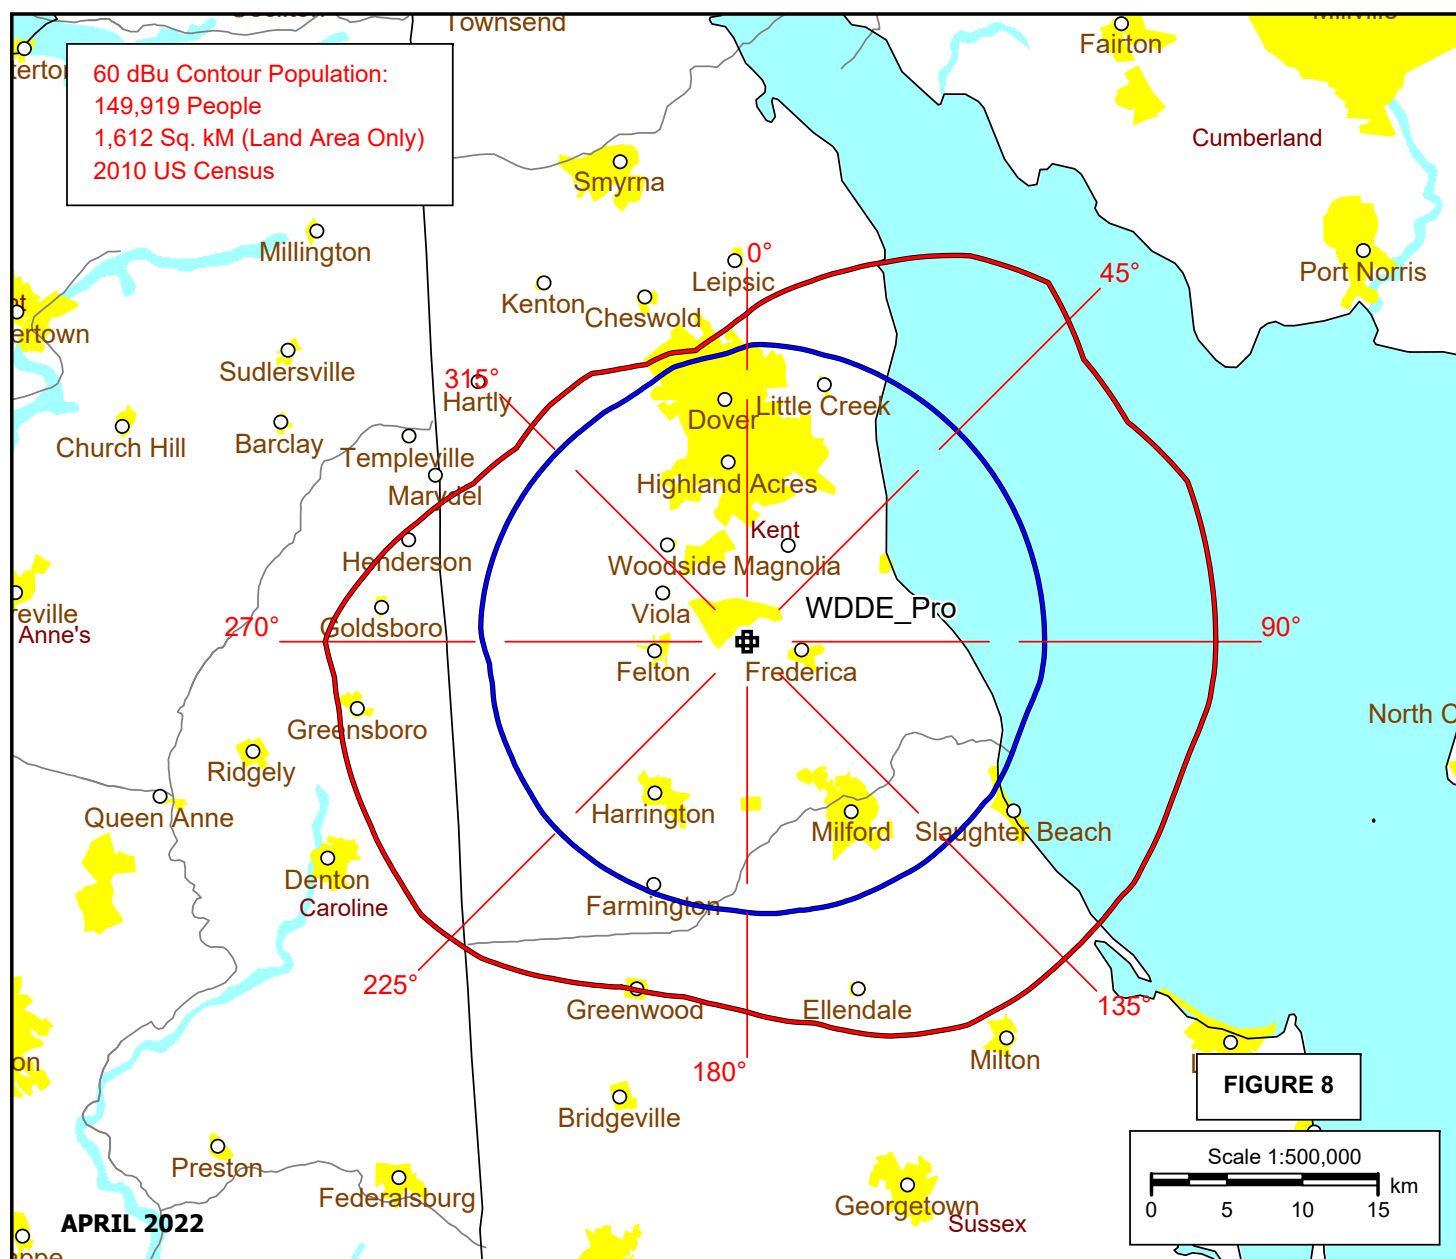 Townsend
Millville
Fairton
60 dBu Contour Population:
149,919 People
1,612 Sq. kM (Land Area Only)
2010 US Census
Cumberland
Smyrna
Millington
0°
45°
Port Norris
Leipsic
Kenton
Cheswold
ertown
Sudlersville
315°
Hartly
Little Creek
Dover
Church Hill
Barclay
Templeville
Marydel
Highland Acres
Kent
Henderson
Woodside
Magnolia
Viola
WDDE_Pro
reville
Anne's
270°
Goldsboro
90°
Felton
Frederica
North C
Greensboro
Ridgely
Queen Anne
Harrington
Milford
Slaughter Beach
Denton
Caroline
Farmington
225°
Greenwood
Ellendale
135°
on
180°
Milton
FIGURE 8
Bridgeville
Scale 1:500,000
km
0 5 10 15
Preston
Federalsburg
Georgetown
Sussex
APRIL 2022